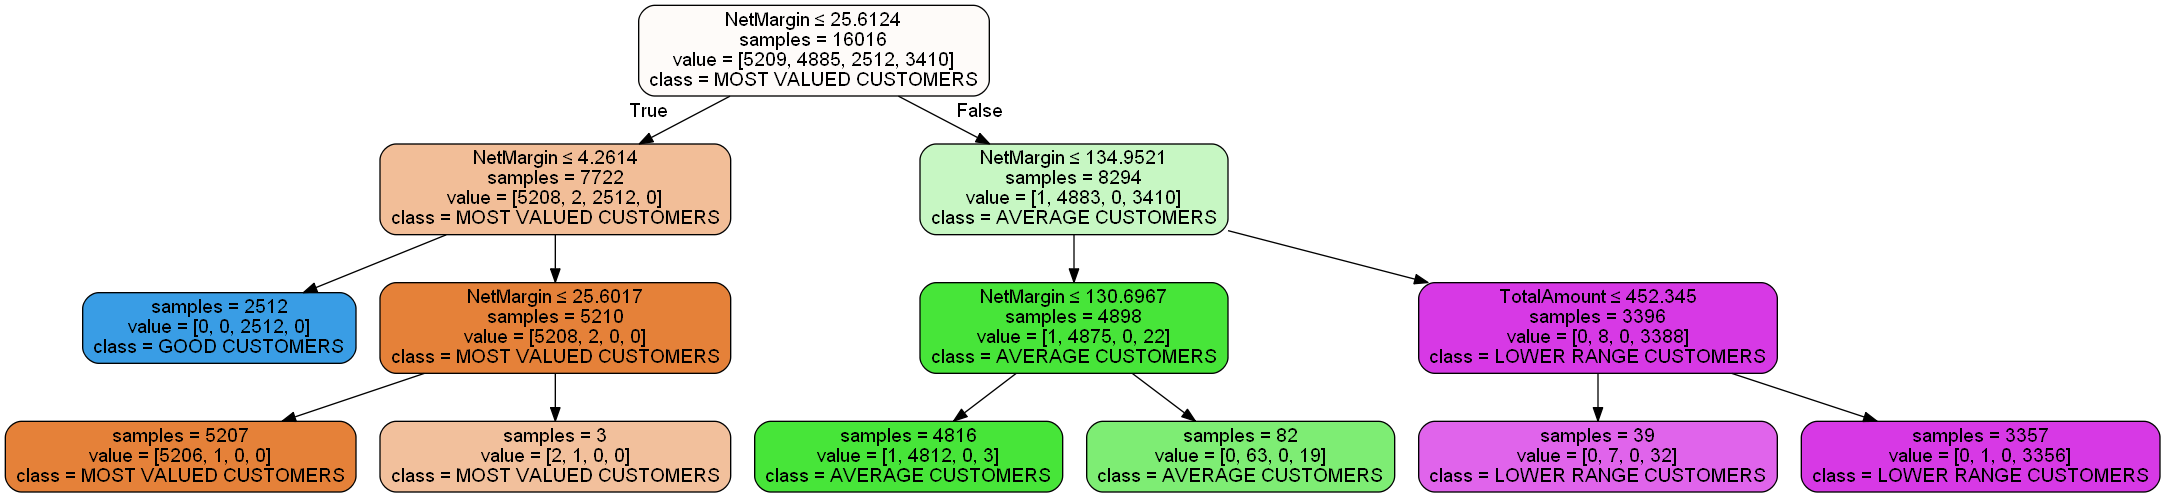 NetMargin ≤ 25.6124
samples = 16016
value = [5209, 4885, 2512, 3410]
class = MOST VALUED CUSTOMERS
True
False
NetMargin ≤ 4.2614
samples = 7722
value = [5208, 2, 2512, 0]
class = MOST VALUED CUSTOMERS
NetMargin ≤ 134.9521
samples = 8294
value = [1, 4883, 0, 3410]
class = AVERAGE CUSTOMERS
samples = 2512
value = [0, 0, 2512, 0]
class = GOOD CUSTOMERS
NetMargin ≤ 25.6017
samples = 5210
value = [5208, 2, 0, 0]
class = MOST VALUED CUSTOMERS
NetMargin ≤ 130.6967
samples = 4898
value = [1, 4875, 0, 22]
class = AVERAGE CUSTOMERS
TotalAmount ≤ 452.345
samples = 3396
value = [0, 8, 0, 3388]
class = LOWER RANGE CUSTOMERS
samples = 5207
value = [5206, 1, 0, 0]
class = MOST VALUED CUSTOMERS
samples = 3
value = [2, 1, 0, 0]
class = MOST VALUED CUSTOMERS
samples = 4816
value = [1, 4812, 0, 3]
class = AVERAGE CUSTOMERS
samples = 82
value = [0, 63, 0, 19]
class = AVERAGE CUSTOMERS
samples = 39
value = [0, 7, 0, 32]
class = LOWER RANGE CUSTOMERS
samples = 3357
value = [0, 1, 0, 3356]
class = LOWER RANGE CUSTOMERS